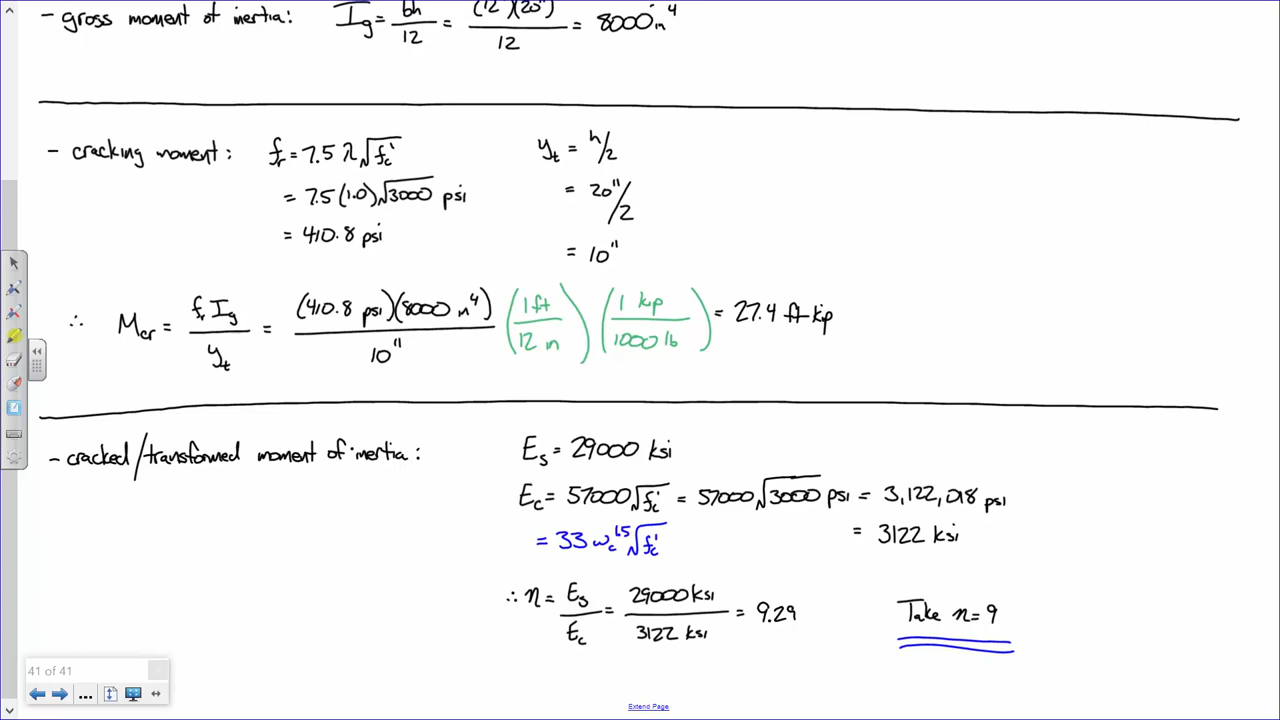 - gross moment of inertia: Ig = bh/12 = (12")(20")/12 = 8000 in⁴
- cracking moment: fr = 7.5 λ√fc'
= 7.5 (1.0)√3000 psi
= 410.8 psi
yt = h/2
= 20"/2
= 10"
∴ Mcr = fr Ig / yt = (410.8 psi)(8000 in⁴) / 10" (1 ft / 12 in) (1 kip / 1000 lb) = 27.4 ft-kip
- cracked/transformed moment of inertia:
Es = 29000 ksi
Ec = 57000√fc' = 57000√3000 psi = 3,122,018 psi
= 33 wc^1.5 √fc'
= 3122 ksi
∴ n = Es/Ec = 29000 ksi / 3122 ksi = 9.29
Take n = 9
41 of 41
...
Extend Page